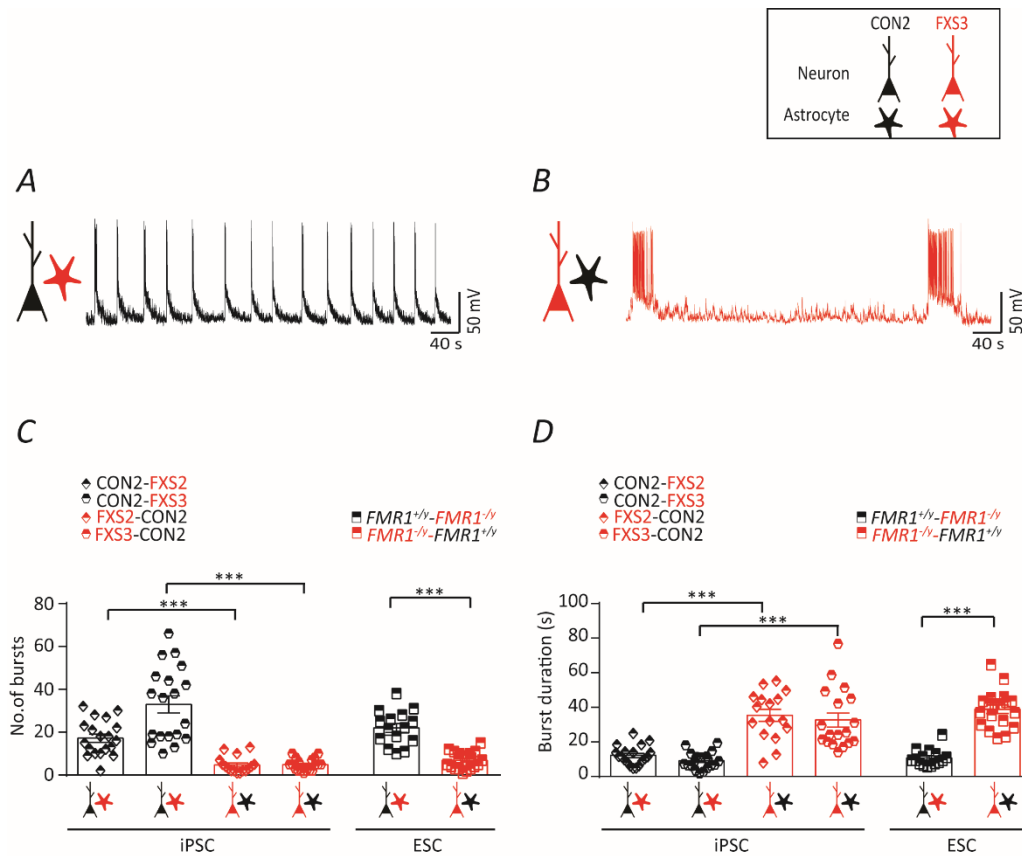 CON2 FXS3
Neuron
Astrocyte
A
50 mV
40 s
B
50 mV
40 s
C
CON2-FXS2
CON2-FXS3
FXS2-CON2
FXS3-CON2
FMR1+/y-FMR1-/y
FMR1-/y-FMR1+/y
No.of bursts
80
60
40
20
0
***
***
***
iPSC
ESC
D
CON2-FXS2
CON2-FXS3
FXS2-CON2
FXS3-CON2
FMR1+/y-FMR1-/y
FMR1-/y-FMR1+/y
Burst duration (s)
100
80
60
40
20
0
***
***
***
iPSC
ESC